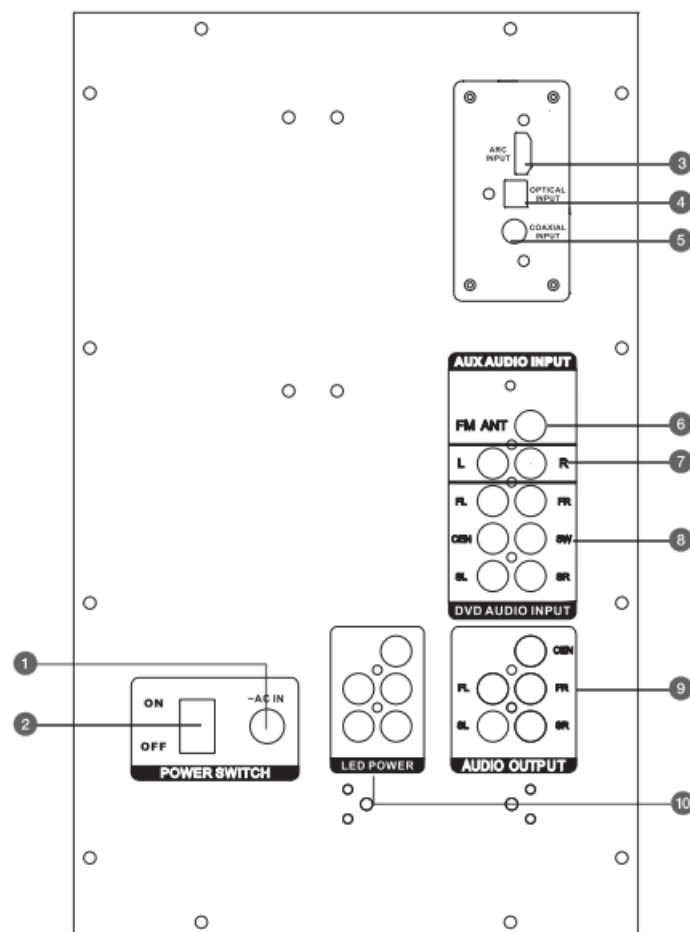 ARC
INPUT
3
OPTICAL
INPUT
4
COAXIAL
INPUT
5
AUX AUDIO INPUT
FM ANT
6
L R
7
FL FR
CEN SW
8
SL SR
DVD AUDIO INPUT
1
2
ON
~AC IN
OFF
POWER SWITCH
LED POWER
CEN
FL FR
9
SL SR
AUDIO OUTPUT
10